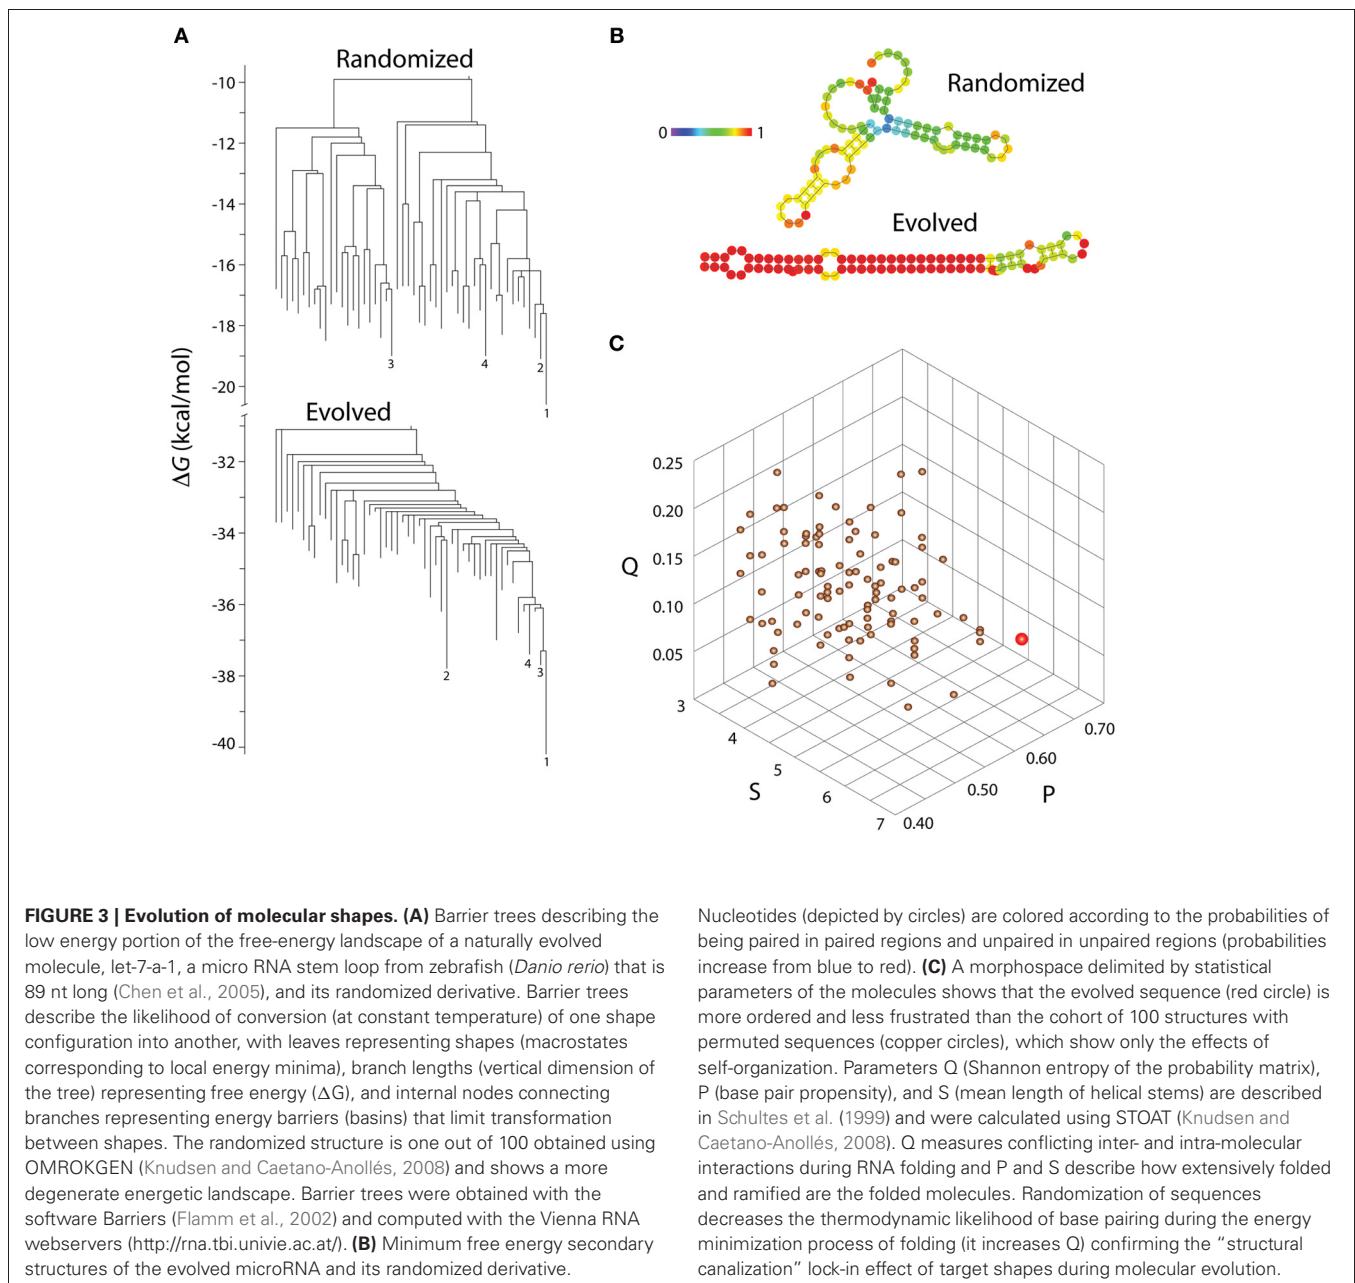 A
Randomized
-10
-12
-14
-16
-18
-20
3
4
2
1
ΔG (kcal/mol)
Evolved
-32
-34
-36
-38
-40
2
4
3
1
B
Randomized
0
1
Evolved
C
0.25
0.20
0.15
0.10
0.05
Q
3
4
5
6
7
S
0.40
0.50
0.60
0.70
P
FIGURE 3 | Evolution of molecular shapes. (A) Barrier trees describing the
low energy portion of the free-energy landscape of a naturally evolved
molecule, let-7-a-1, a micro RNA stem loop from zebrafish (Danio rerio) that is
89 nt long (Chen et al., 2005), and its randomized derivative. Barrier trees
describe the likelihood of conversion (at constant temperature) of one shape
configuration into another, with leaves representing shapes (macrostates
corresponding to local energy minima), branch lengths (vertical dimension of
the tree) representing free energy (ΔG), and internal nodes connecting
branches representing energy barriers (basins) that limit transformation
between shapes. The randomized structure is one out of 100 obtained using
OMROKGEN (Knudsen and Caetano-Anollés, 2008) and shows a more
degenerate energetic landscape. Barrier trees were obtained with the
software Barriers (Flamm et al., 2002) and computed with the Vienna RNA
webservers (http://rna.tbi.univie.ac.at/). (B) Minimum free energy secondary
structures of the evolved microRNA and its randomized derivative.
Nucleotides (depicted by circles) are colored according to the probabilities of
being paired in paired regions and unpaired in unpaired regions (probabilities
increase from blue to red). (C) A morphospace delimited by statistical
parameters of the molecules shows that the evolved sequence (red circle) is
more ordered and less frustrated than the cohort of 100 structures with
permuted sequences (copper circles), which show only the effects of
self-organization. Parameters Q (Shannon entropy of the probability matrix),
P (base pair propensity), and S (mean length of helical stems) are described
in Schultes et al. (1999) and were calculated using STOAT (Knudsen and
Caetano-Anollés, 2008). Q measures conflicting inter- and intra-molecular
interactions during RNA folding and P and S describe how extensively folded
and ramified are the folded molecules. Randomization of sequences
decreases the thermodynamic likelihood of base pairing during the energy
minimization process of folding (it increases Q) confirming the “structural
canalization” lock-in effect of target shapes during molecular evolution.